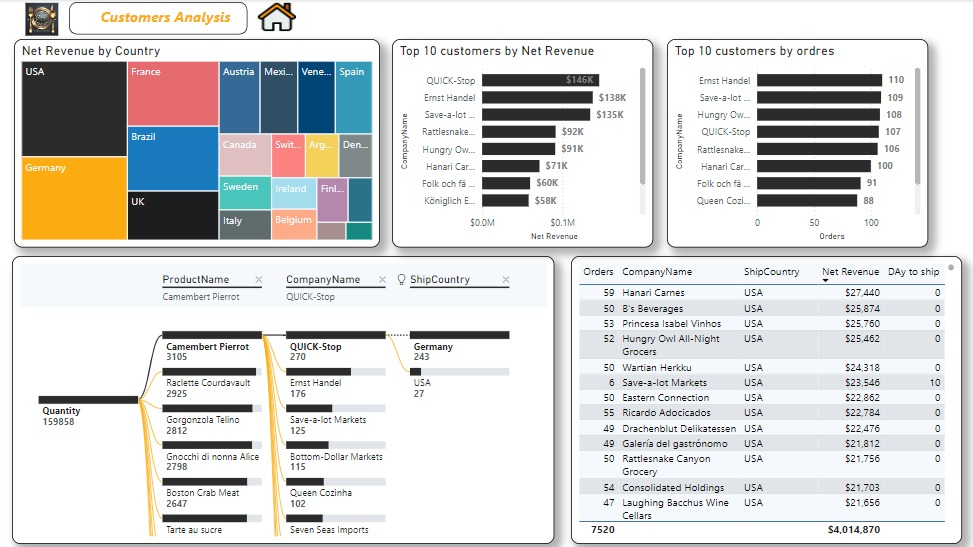 Customers Analysis
Net Revenue by Country
USA
France
Austria
Mexi...
Vene...
Spain
Germany
Brazil
UK
Canada
Swit...
Arg...
Den...
Sweden
Ireland
Finl...
Italy
Belgium
Top 10 customers by Net Revenue
CompanyName
QUICK-Stop $146K
Ernst Handel $138K
Save-a-lot ... $135K
Rattlesnake... $92K
Hungry Ow... $91K
Hanari Car... $71K
Folk och fä ... $60K
Königlich E... $58K
$0.0M $0.1M
Net Revenue
Top 10 customers by ordres
CompanyName
Ernst Handel 110
Save-a-lot ... 109
Hungry Ow... 108
QUICK-Stop 107
Rattlesnake... 106
Hanari Car... 100
Folk och fä ... 91
Queen Cozi... 88
0 50 100
Orders
ProductName CompanyName ShipCountry
Camembert Pierrot QUICK-Stop
Quantity
159858
Camembert Pierrot
3105
Raclette Courdavault
2925
Gorgonzola Telino
2812
Gnocchi di nonna Alice
2798
Boston Crab Meat
2647
Tarte au sucre
QUICK-Stop
270
Ernst Handel
176
Save-a-lot Markets
125
Bottom-Dollar Markets
115
Queen Cozinha
102
Seven Seas Imports
Germany
243
USA
27
Orders CompanyName ShipCountry Net Revenue DAy to ship
59 Hanari Carnes USA $27,440 0
50 B's Beverages USA $25,874 0
53 Princesa Isabel Vinhos USA $25,760 0
52 Hungry Owl All-Night USA $25,462 0
Grocers
50 Wartian Herkku USA $24,318 0
6 Save-a-lot Markets USA $23,546 10
50 Eastern Connection USA $22,862 0
55 Ricardo Adocicados USA $22,784 0
49 Drachenblut Delikatessen USA $22,476 0
49 Galería del gastrónomo USA $21,812 0
50 Rattlesnake Canyon USA $21,756 0
Grocery
54 Consolidated Holdings USA $21,703 0
47 Laughing Bacchus Wine USA $21,656 0
Cellars
7520 $4,014,870